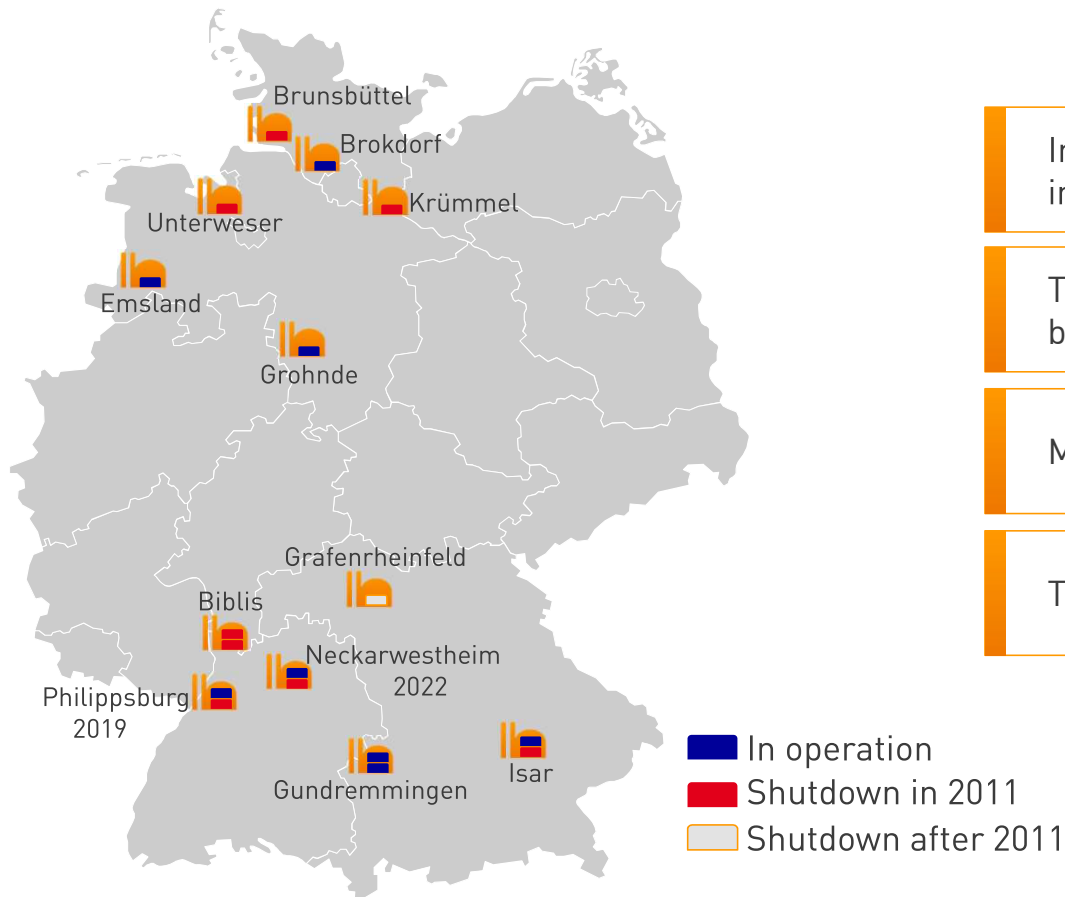 Brunsbüttel
Brokdorf
Krümmel
Unterweser
Emsland
Grohnde
Grafenrheinfeld
Biblis
Neckarwestheim
2022
Philippsburg
2019
Isar
Gundremmingen
In operation
Shutdown in 2011
Shutdown after 2011